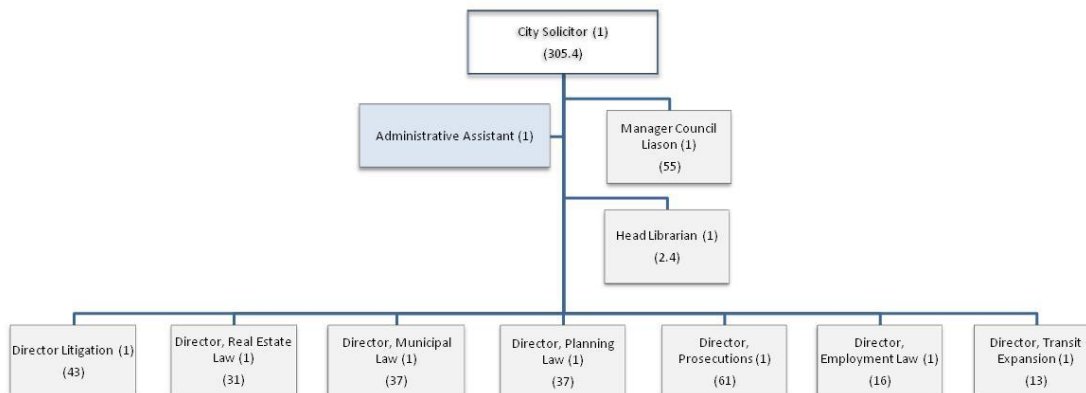 City Solicitor (1)
(305.4)
Administrative Assistant (1)
Manager Council
Liason (1)
(55)
Head Librarian (1)
(2.4)
Director Litigation (1)
(43)
Director, Real Estate
Law (1)
(31)
Director, Municipal
Law (1)
(37)
Director, Planning
Law (1)
(37)
Director,
Prosecutions (1)
(61)
Director,
Employment Law (1)
(16)
Director, Transit
Expansion (1)
(13)